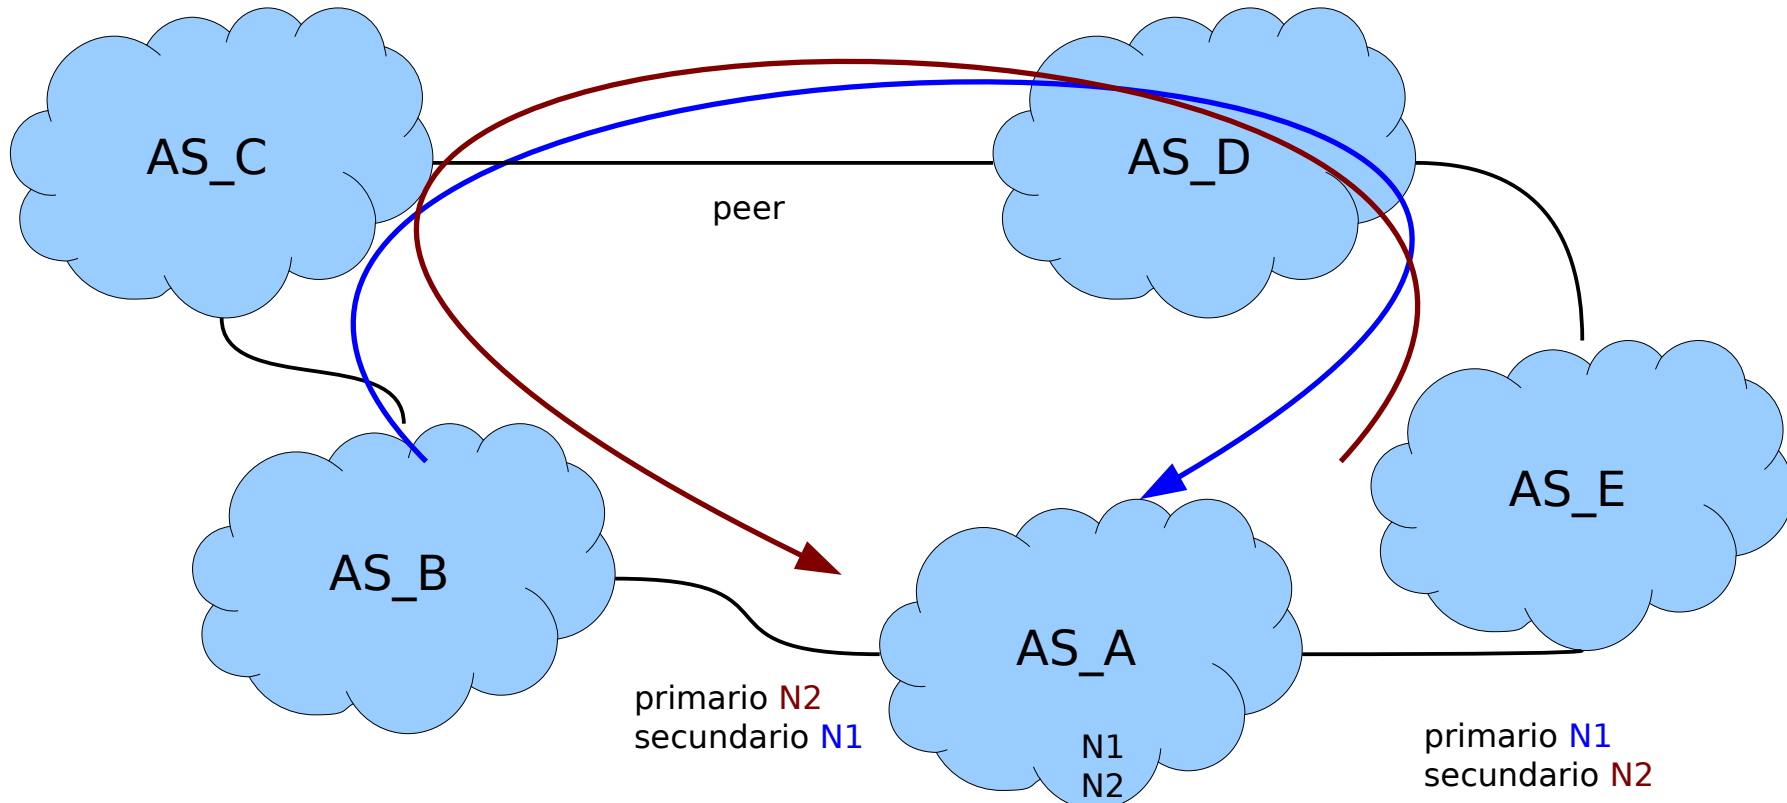 AS_C
AS_D
peer
AS_E
AS_B
AS_A
primario N2
secundario N1
N1
N2
primario N1
secundario N2